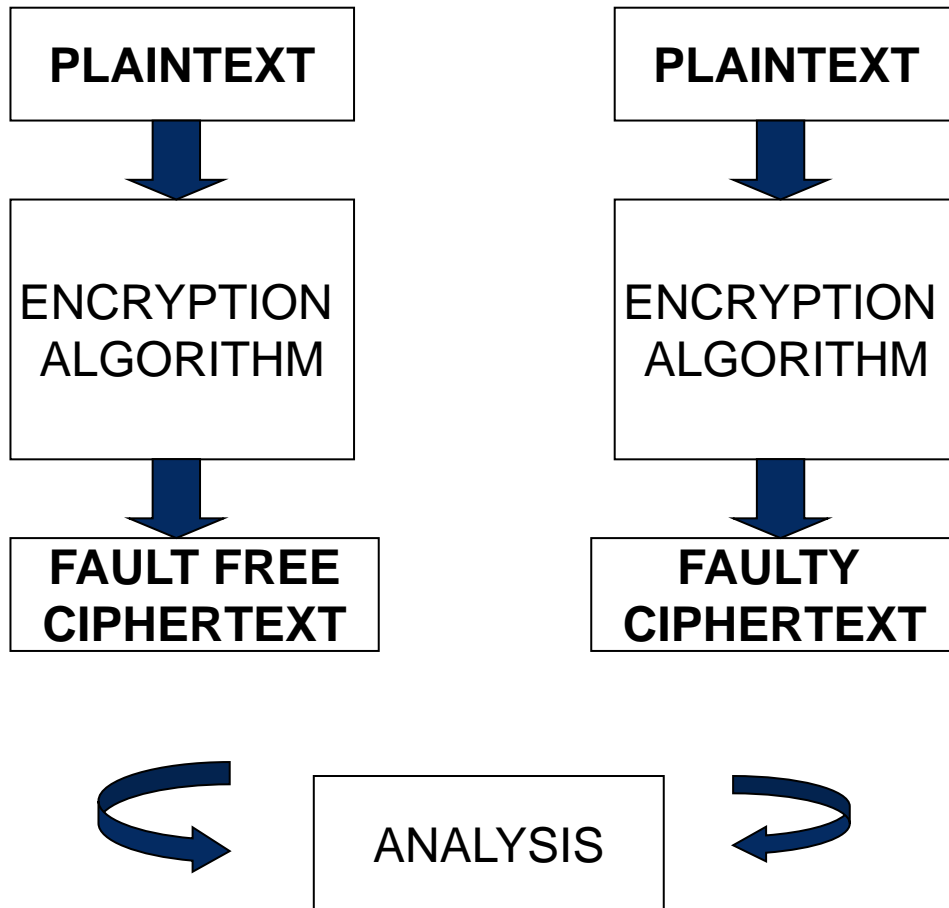 PLAINTEXT
ENCRYPTION
ALGORITHM
FAULT FREE
CIPHERTEXT
PLAINTEXT
ENCRYPTION
ALGORITHM
FAULTY
CIPHERTEXT
ANALYSIS